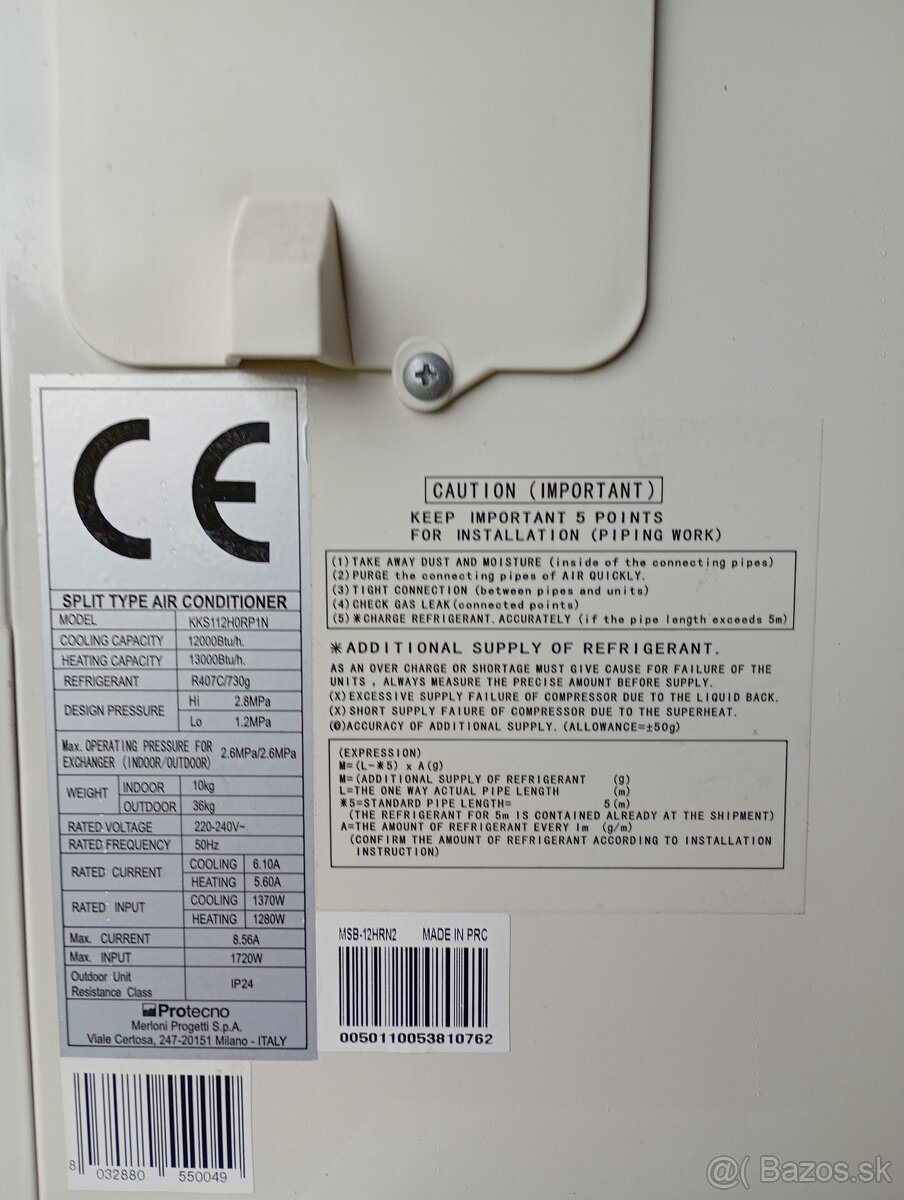 CE
SPLIT TYPE AIR CONDITIONER
MODEL KKS112H0RP1N
COOLING CAPACITY 12000Btu/h.
HEATING CAPACITY 13000Btu/h.
REFRIGERANT R407C/730g
DESIGN PRESSURE Hi 2.8MPa
Lo 1.2MPa
Max. OPERATING PRESSURE FOR
EXCHANGER (INDOOR/OUTDOOR) 2.6MPa/2.6MPa
WEIGHT INDOOR 10kg
OUTDOOR 36kg
RATED VOLTAGE 220-240V~
RATED FREQUENCY 50Hz
RATED CURRENT COOLING 6.10A
HEATING 5.60A
RATED INPUT COOLING 1370W
HEATING 1280W
Max. CURRENT 8.56A
Max. INPUT 1720W
Outdoor Unit
Resistance Class IP24
Protecno
Merloni Progetti S.p.A.
Viale Certosa, 247-20151 Milano - ITALY
8 032880 550049
CAUTION (IMPORTANT)
KEEP IMPORTANT 5 POINTS
FOR INSTALLATION (PIPING WORK)
(1) TAKE AWAY DUST AND MOISTURE (inside of the connecting pipes)
(2) PURGE the connecting pipes of AIR QUICKLY.
(3) TIGHT CONNECTION (between pipes and units)
(4) CHECK GAS LEAK (connected points)
(5) ※CHARGE REFRIGERANT. ACCURATELY (if the pipe length exceeds 5m)
※ADDITIONAL SUPPLY OF REFRIGERANT.
AS AN OVER CHARGE OR SHORTAGE MUST GIVE CAUSE FOR FAILURE OF THE
UNITS , ALWAYS MEASURE THE PRECISE AMOUNT BEFORE SUPPLY.
(X) EXCESSIVE SUPPLY FAILURE OF COMPRESSOR DUE TO THE LIQUID BACK.
(X) SHORT SUPPLY FAILURE OF COMPRESSOR DUE TO THE SUPERHEAT.
(◎) ACCURACY OF ADDITIONAL SUPPLY. (ALLOWANCE=±50g)
(EXPRESSION)
M=(L-※5) x A(g)
M=(ADDITIONAL SUPPLY OF REFRIGERANT (g)
L=THE ONE WAY ACTUAL PIPE LENGTH (m)
※5=STANDARD PIPE LENGTH= 5(m)
(THE REFRIGERANT FOR 5m IS CONTAINED ALREADY AT THE SHIPMENT)
A=THE AMOUNT OF REFRIGERANT EVERY 1m (g/m)
(CONFIRM THE AMOUNT OF REFRIGERANT ACCORDING TO INSTALLATION
INSTRUCTION)
MSB-12HRN2 MADE IN PRC
0050110053810762
@( Bazos.sk